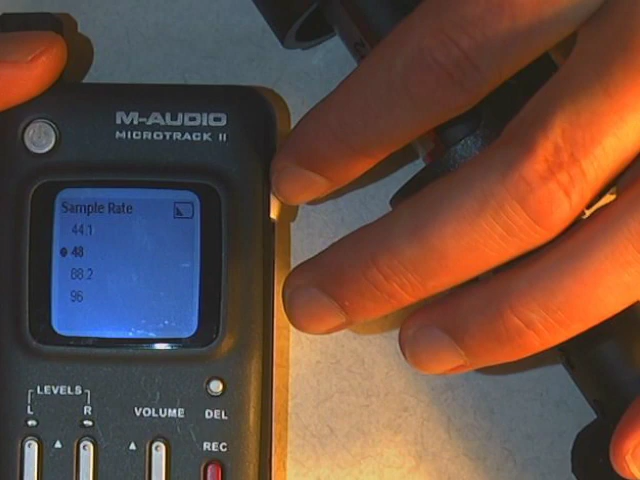 M-AUDIO
MICROTRACK II
Sample Rate
44.1
48
88.2
96
LEVELS
L R
VOLUME DEL
REC